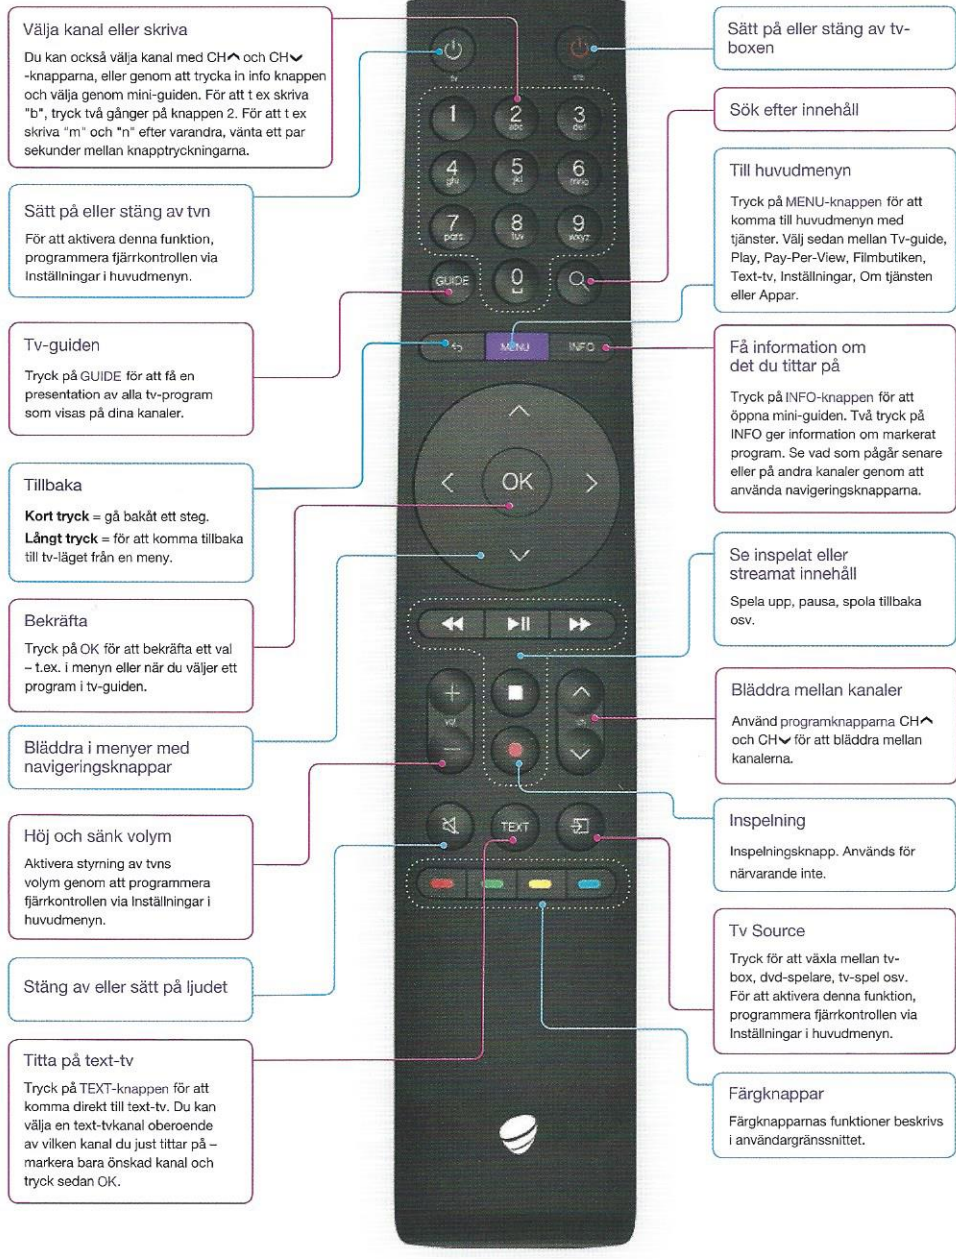 Välja kanal eller skriva
Du kan också välja kanal med CH och CH
-knapparna, eller genom att trycka in info knappen
och välja genom mini-guiden. För att t ex skriva
"b", tryck två gånger på knappen 2. För att t ex
skriva "m" och "n" efter varandra, vänta ett par
sekunder mellan knapptryckningarna.
Sätt på eller stäng av tvn
För att aktivera denna funktion,
programmera fjärrkontrollen via
Inställningar i huvudmenyn.
Tv-guiden
Tryck på GUIDE för att få en
presentation av alla tv-program
som visas på dina kanaler.
Tillbaka
Kort tryck = gå bakåt ett steg.
Långt tryck = för att komma tillbaka
till tv-läget från en meny.
Bekräfta
Tryck på OK för att bekräfta ett val
– t.ex. i menyn eller när du väljer ett
program i tv-guiden.
Bläddra i menyer med
navigeringsknappar
Höj och sänk volym
Aktivera styrning av tvns
volym genom att programmera
fjärrkontrollen via Inställningar i
huvudmenyn.
Stäng av eller sätt på ljudet
Titta på text-tv
Tryck på TEXT-knappen för att
komma direkt till text-tv. Du kan
välja en text-tvkanal oberoende
av vilken kanal du just tittar på –
markera bara önskad kanal och
tryck sedan OK.
tv stb
1 2 3
abc def
4 5 6
ghi jkl mno
7 8 9
pqrs tuv wxyz
GUIDE 0
MENU INFO
OK
vol ch
TEXT
Sätt på eller stäng av tv-
boxen
Sök efter innehåll
Till huvudmenyn
Tryck på MENU-knappen för att
komma till huvudmenyn med
tjänster. Välj sedan mellan Tv-guide,
Play, Pay-Per-View, Filmbutiken,
Text-tv, Inställningar, Om tjänsten
eller Appar.
Få information om
det du tittar på
Tryck på INFO-knappen för att
öppna mini-guiden. Två tryck på
INFO ger information om markerat
program. Se vad som pågår senare
eller på andra kanaler genom att
använda navigeringsknapparna.
Se inspelat eller
streamat innehåll
Spela upp, pausa, spola tillbaka
osv.
Bläddra mellan kanaler
Använd programknapparna CH
och CH för att bläddra mellan
kanalerna.
Inspelning
Inspelningsknapp. Används för
närvarande inte.
Tv Source
Tryck för att växla mellan tv-
box, dvd-spelare, tv-spel osv.
För att aktivera denna funktion,
programmera fjärrkontrollen via
Inställningar i huvudmenyn.
Färgknappar
Färgknapparnas funktioner beskrivs
i användargränssnittet.